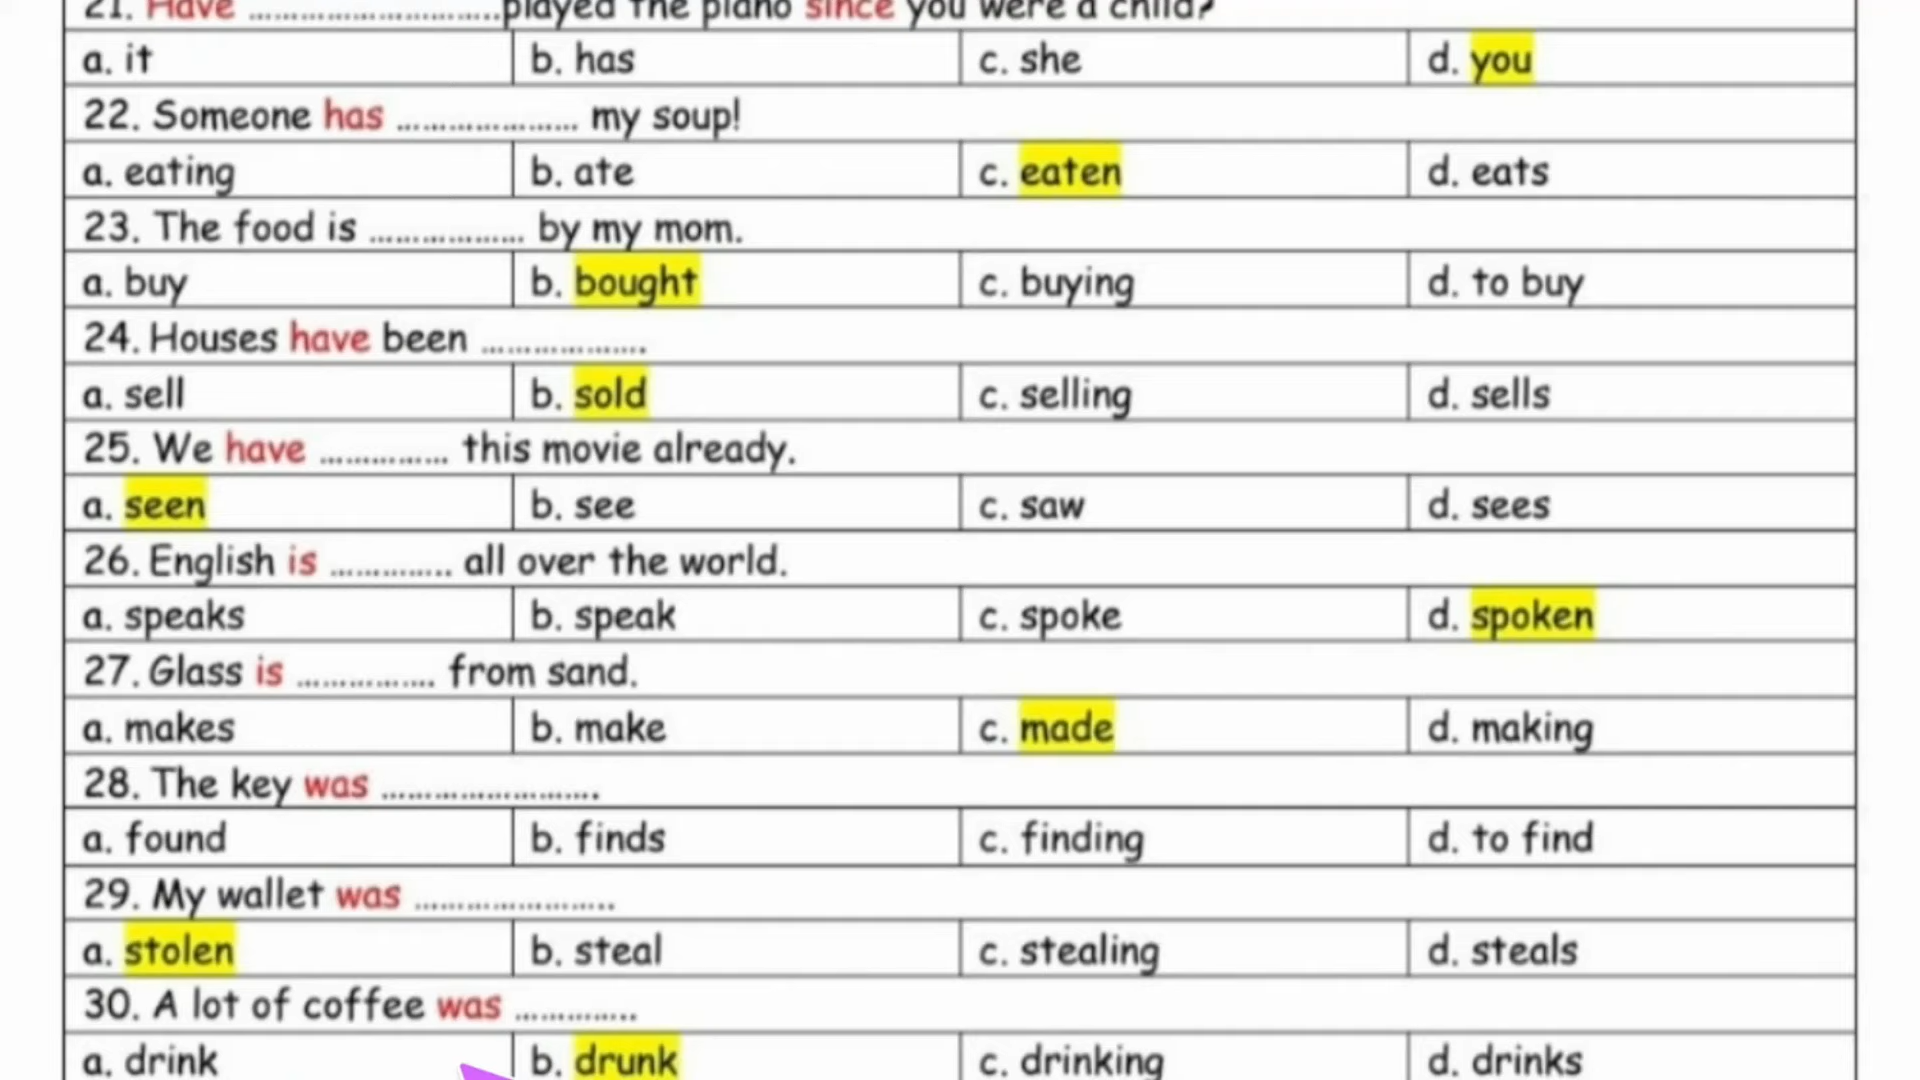 21. Have ............................played the piano since you were a child?
a. it b. has c. she d. you
22. Someone has ..................... my soup!
a. eating b. ate c. eaten d. eats
23. The food is .................. by my mom.
a. buy b. bought c. buying d. to buy
24. Houses have been ...................
a. sell b. sold c. selling d. sells
25. We have ............... this movie already.
a. seen b. see c. saw d. sees
26. English is .............. all over the world.
a. speaks b. speak c. spoke d. spoken
27. Glass is ................ from sand.
a. makes b. make c. made d. making
28. The key was .........................
a. found b. finds c. finding d. to find
29. My wallet was .......................
a. stolen b. steal c. stealing d. steals
30. A lot of coffee was ..............
a. drink b. drunk c. drinking d. drinks